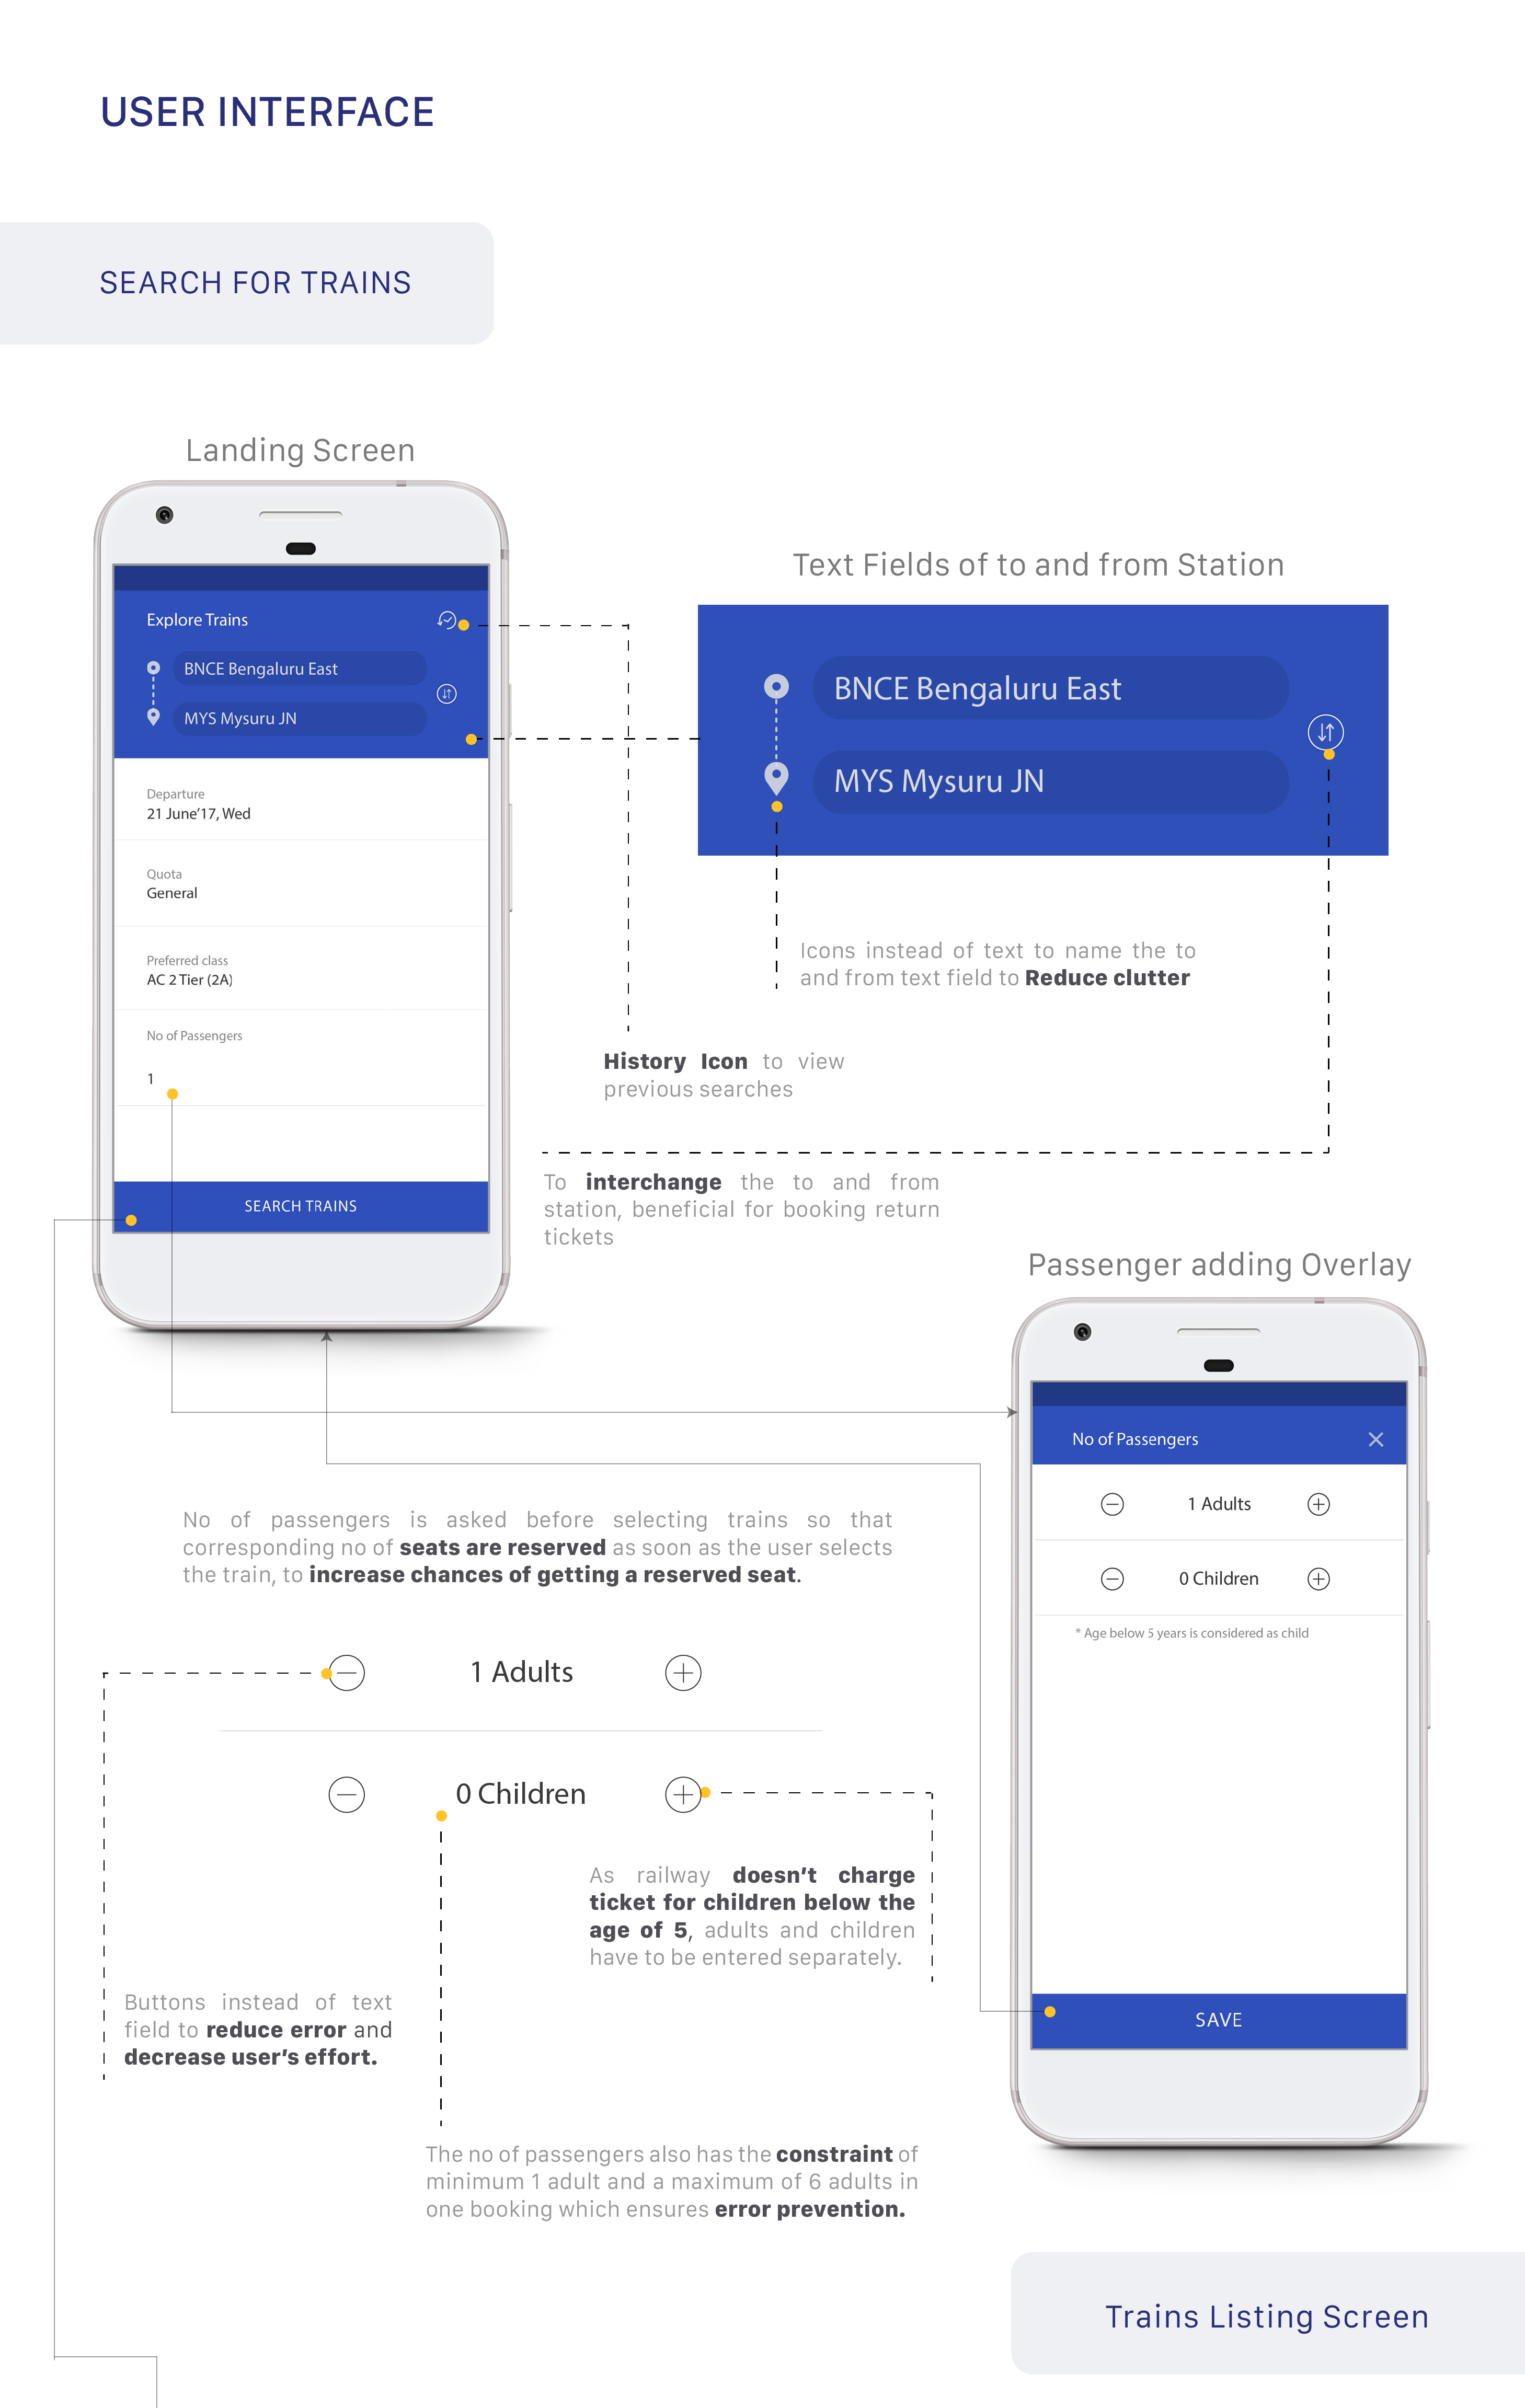 USER INTERFACE
SEARCH FOR TRAINS
Landing Screen
Explore Trains
BNCE Bengaluru East
MYS Mysuru JN
Departure
21 June'17, Wed
Quota
General
Preferred class
AC 2 Tier (2A)
No of Passengers
1
SEARCH TRAINS
Text Fields of to and from Station
BNCE Bengaluru East
MYS Mysuru JN
Icons instead of text to name the to
and from text field to Reduce clutter
History Icon to view
previous searches
To interchange the to and from
station, beneficial for booking return
tickets
Passenger adding Overlay
No of Passengers
1 Adults
0 Children
* Age below 5 years is considered as child
SAVE
No of passengers is asked before selecting trains so that
corresponding no of seats are reserved as soon as the user selects
the train, to increase chances of getting a reserved seat.
1 Adults
0 Children
As railway doesn't charge
ticket for children below the
age of 5, adults and children
have to be entered separately.
Buttons instead of text
field to reduce error and
decrease user's effort.
The no of passengers also has the constraint of
minimum 1 adult and a maximum of 6 adults in
one booking which ensures error prevention.
Trains Listing Screen